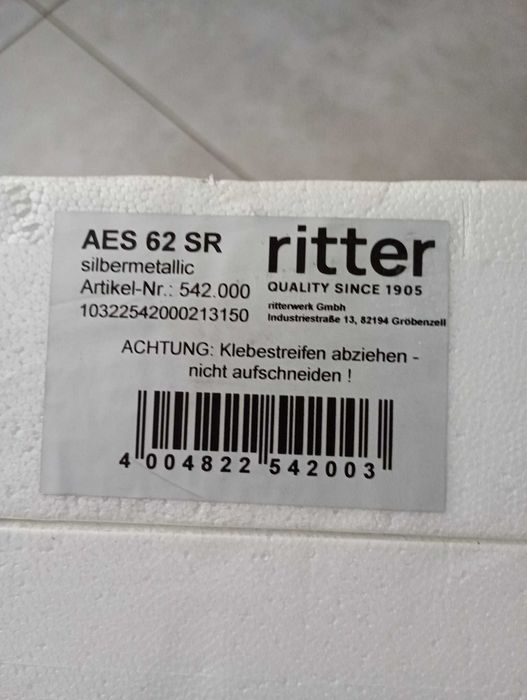 AES 62 SR
silbermetallic
Artikel-Nr.: 542.000
10322542000213150
ritter
QUALITY SINCE 1905
ritterwerk Gmbh
Industriestraße 13, 82194 Gröbenzell
ACHTUNG: Klebestreifen abziehen -
nicht aufschneiden !
4 004822 542003